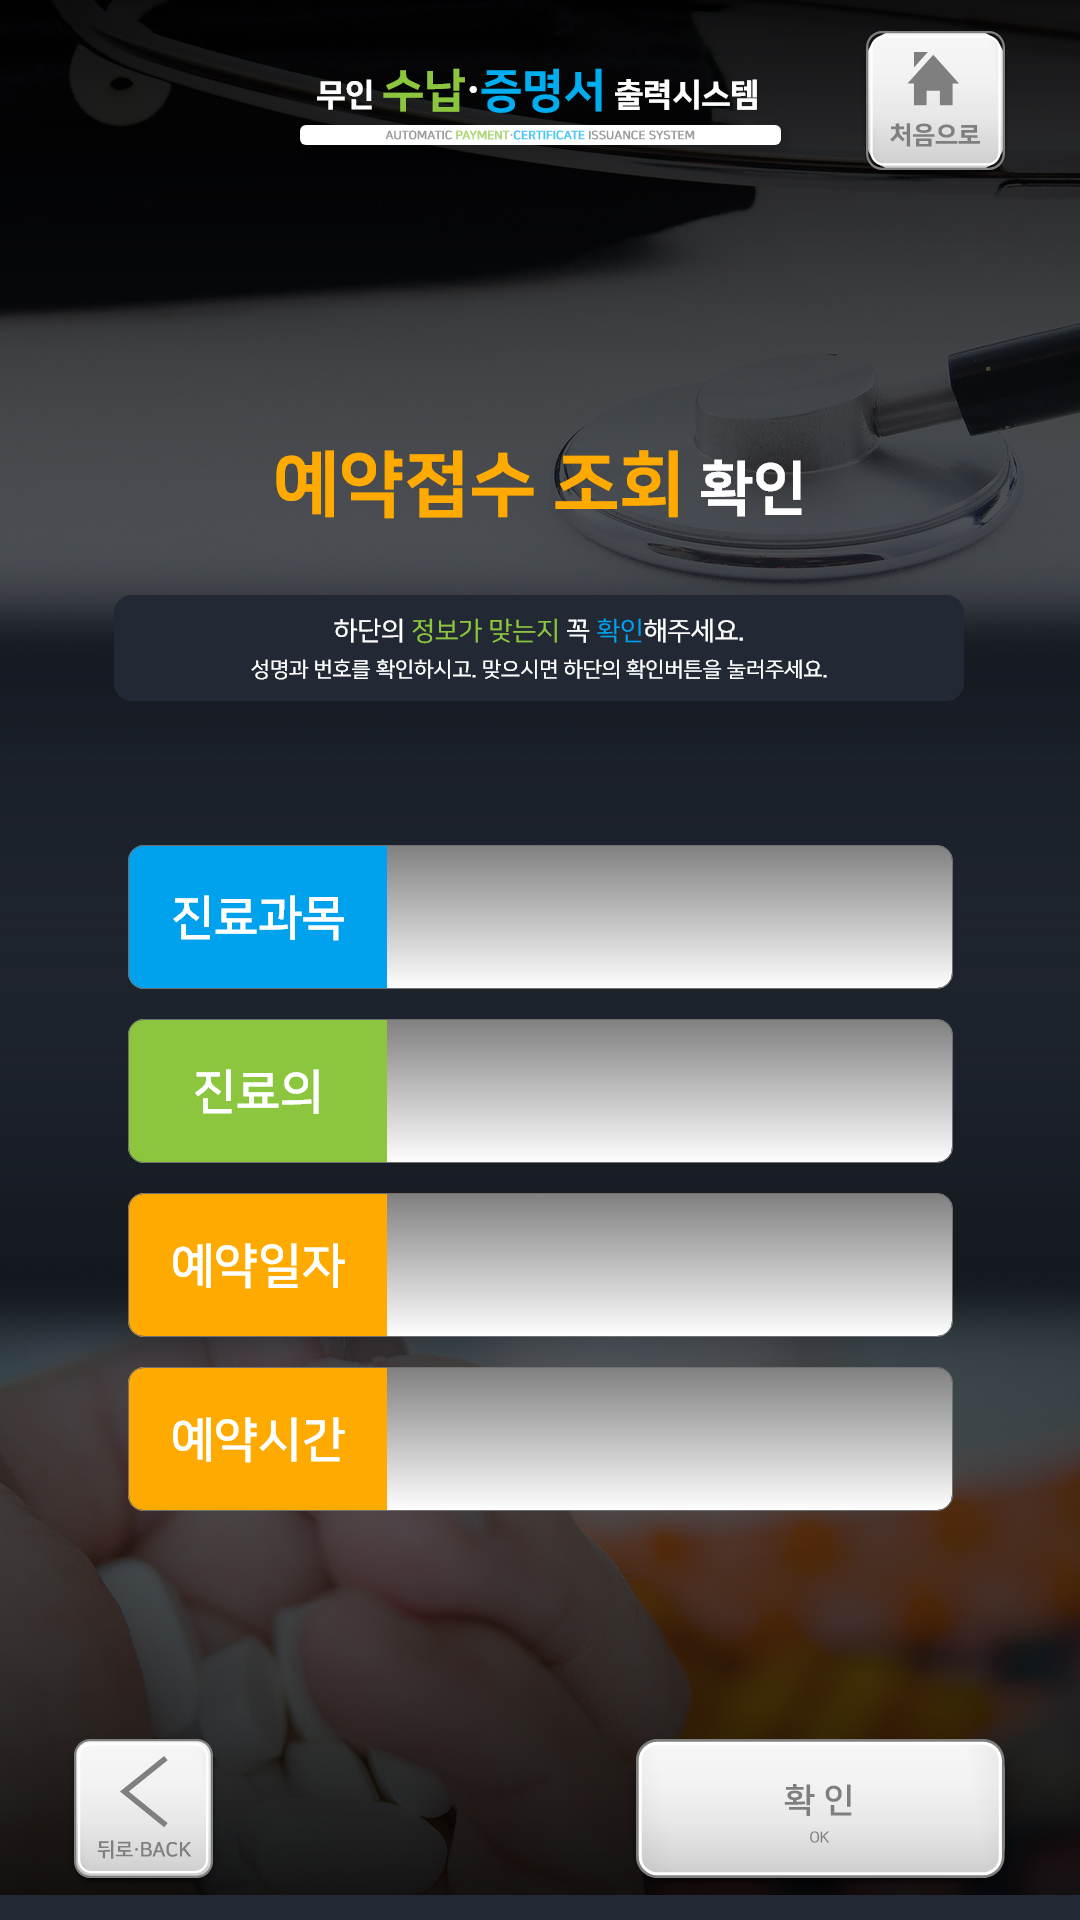 무인 수납·증명서 출력시스템
AUTOMATIC PAYMENT·CERTIFICATE ISSUANCE SYSTEM
처음으로
예약접수 조회 확인
하단의 정보가 맞는지 꼭 확인해주세요.
성명과 번호를 확인하시고. 맞으시면 하단의 확인버튼을 눌러주세요.
진료과목
진료의
예약일자
예약시간
뒤로·BACK
확 인
OK